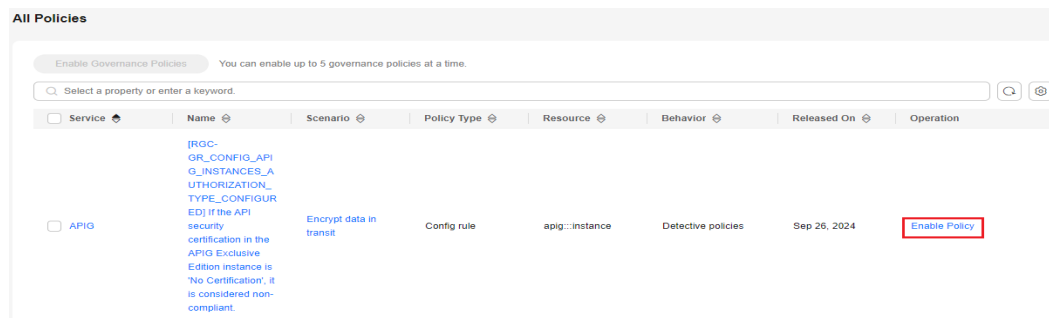 All Policies
Enable Governance Policies You can enable up to 5 governance policies at a time.
Select a property or enter a keyword.
Service Name Scenario Policy Type Resource Behavior Released On Operation
[RGC-
GR_CONFIG_API
G_INSTANCES_A
UTHORIZATION_
TYPE_CONFIGUR
ED] If the API
security
certification in the
APIG Exclusive
Edition instance is
'No Certification', it
is considered non-
compliant.
APIG
Encrypt data in
transit
Config rule
apig:::instance
Detective policies
Sep 26, 2024
Enable Policy